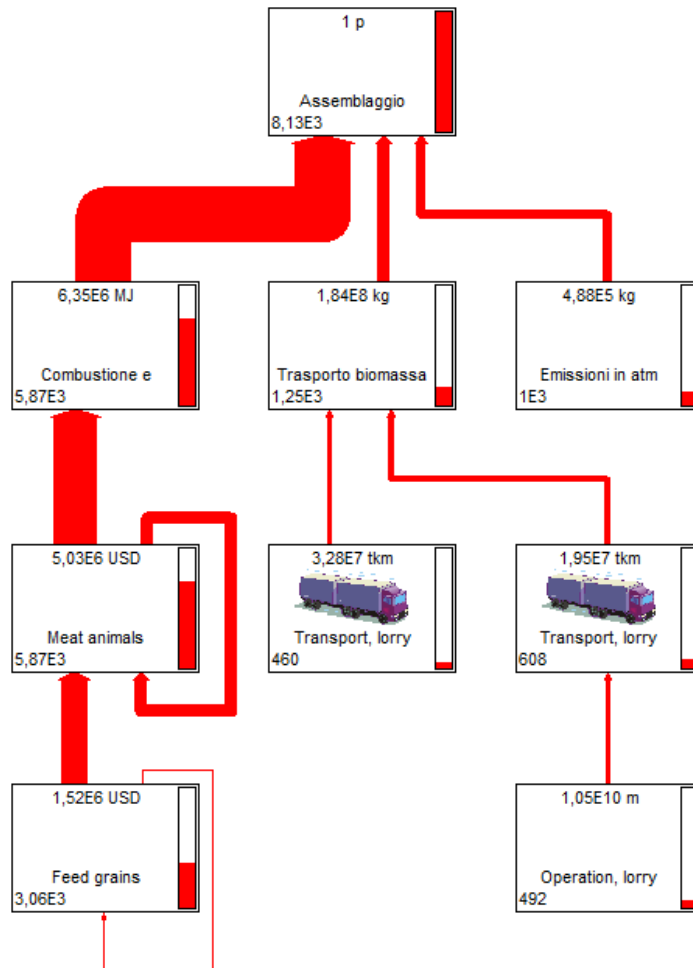 1 p
Assemblaggio
8,13E3
6,35E6 MJ
Combustione e
5,87E3
1,84E8 kg
Trasporto biomassa
1,25E3
4,88E5 kg
Emissioni in atm
1E3
5,03E6 USD
Meat animals
5,87E3
3,28E7 tkm
Transport, lorry
460
1,95E7 tkm
Transport, lorry
608
1,52E6 USD
Feed grains
3,06E3
1,05E10 m
Operation, lorry
492